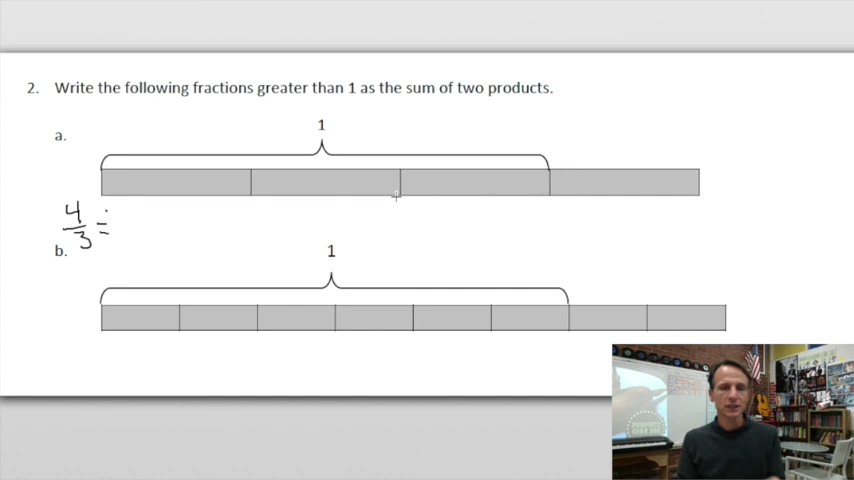 2. Write the following fractions greater than 1 as the sum of two products.
1
a.
4/3 =
1
b.